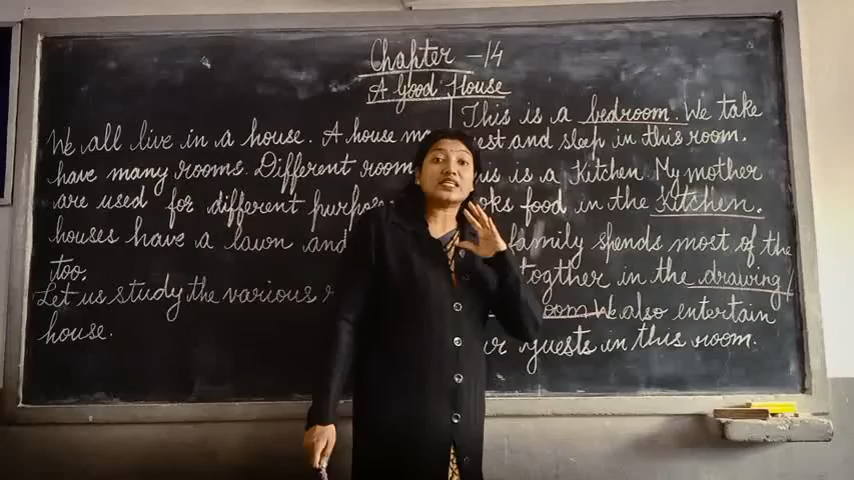 Chapter - 14
A Good House
We all live in a house. A house
have many rooms. Different room
are used for different
houses have a lawn and
too.
Let us study the various
house.
This is a bedroom. We take
rest and sleep in this room.
is is a Kitchen. My mother
oks food in the Kitchen.
family spends most of the
togther in the drawing
oom We also entertain
ur guests in this room.